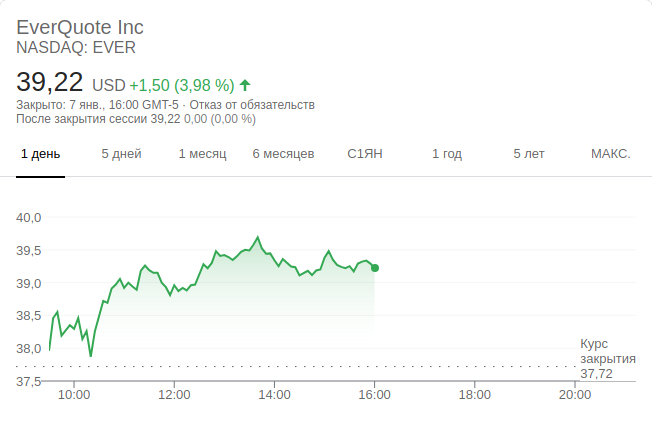 EverQuote Inc
NASDAQ: EVER
39,22 USD +1,50 (3,98 %)
Закрыто: 7 янв., 16:00 GMT-5 · Отказ от обязательств
После закрытия сессии 39,22 0,00 (0,00 %)
1 день 5 дней 1 месяц 6 месяцев С1ЯН 1 год 5 лет МАКС.
40,0
39,5
39,0
38,5
38,0
Курс
закрытия
37,72
37,5
10:00 12:00 14:00 16:00 18:00 20:00